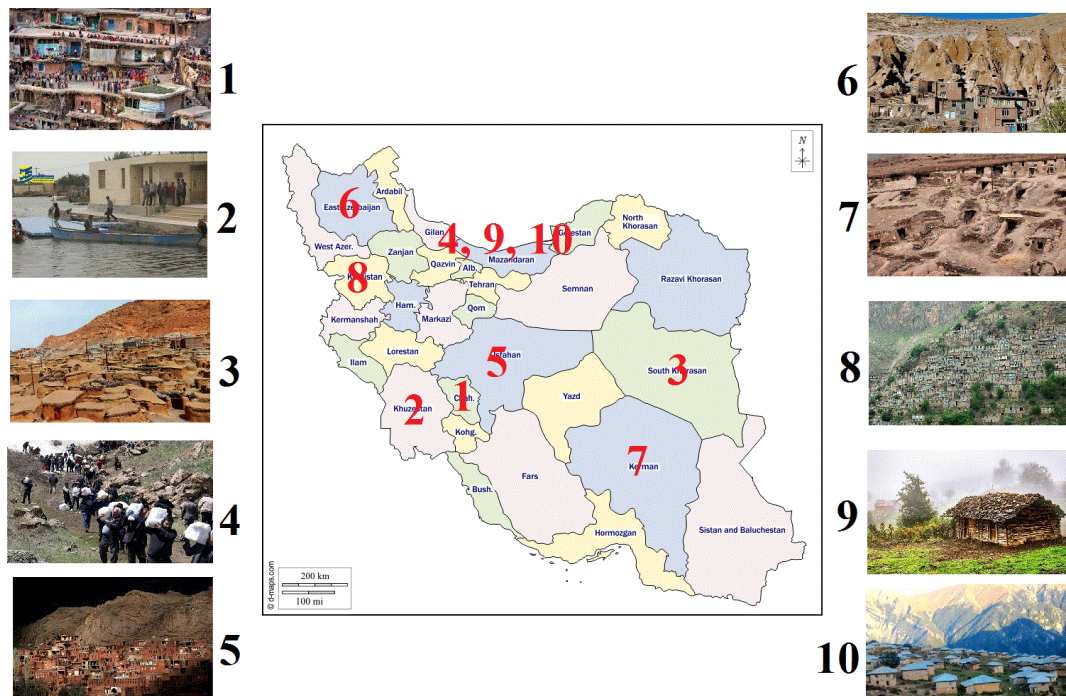 1
6
N
2
7
Ardabil
6
East Azerbaijan
North
Khorasan
Gilan
4, 9, 10
Golestan
West Azer.
Zanjan
Qazvin
Alb.
Mazandaran
Tehran
Razavi Khorasan
8
Semnan
Ham.
Qom
Markazi
Kermanshah
3
8
Lorestan
Ilam
Isfahan
5
South Khorasan
3
Chah.
1
Khuzestan
2
Yazd
Kohg.
Kerman
7
Fars
Bush.
4
9
Hormozgan
Sistan and Baluchestan
200 km
100 mi
© d-maps.com
5
10